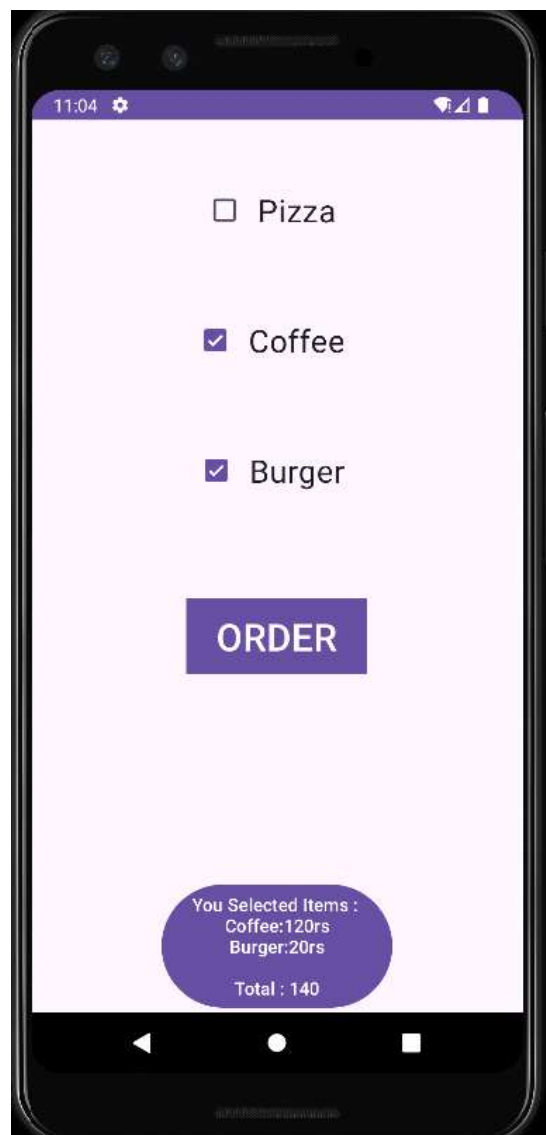 11:04
Pizza
Coffee
Burger
ORDER
You Selected Items :
Coffee:120rs
Burger:20rs
Total : 140